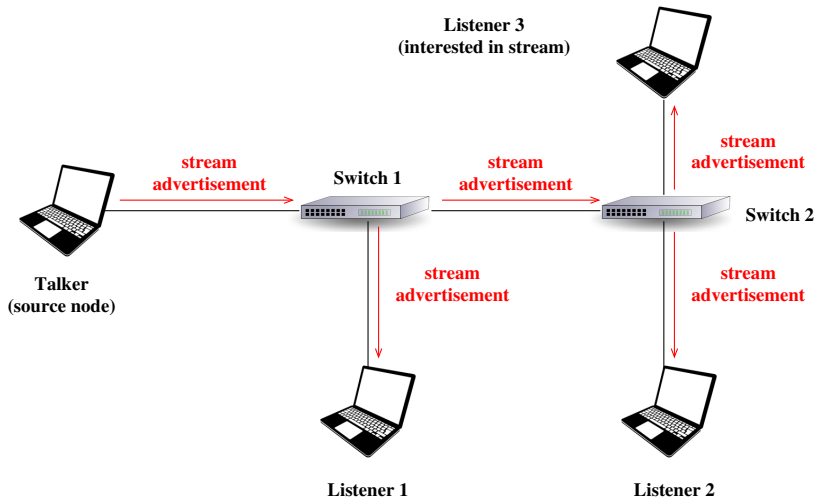 Listener 3
(interested in stream)
stream
advertisement
Switch 1
stream
advertisement
stream
advertisement
Switch 2
Talker
(source node)
stream
advertisement
stream
advertisement
Listener 1
Listener 2